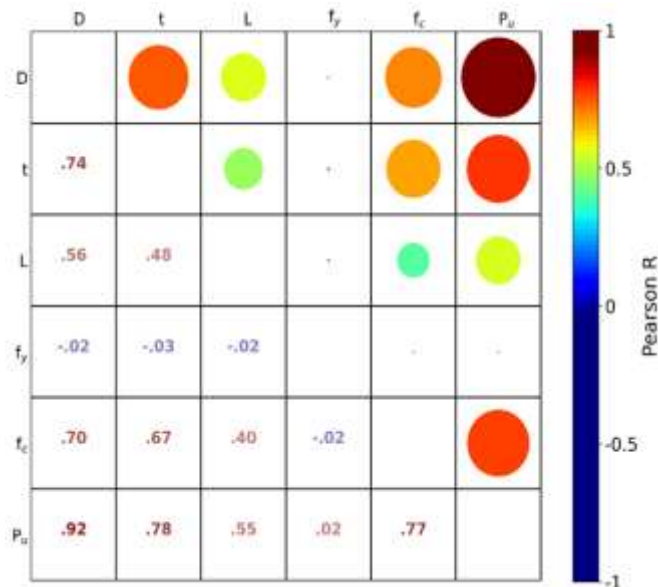 D t L fy fc Pu
D
t .74
L .56 .48
fy -.02 -.03 -.02
fc .70 .67 .40 -.02
Pu .92 .78 .55 .02 .77
1
0.5
0
-0.5
-1
Pearson R